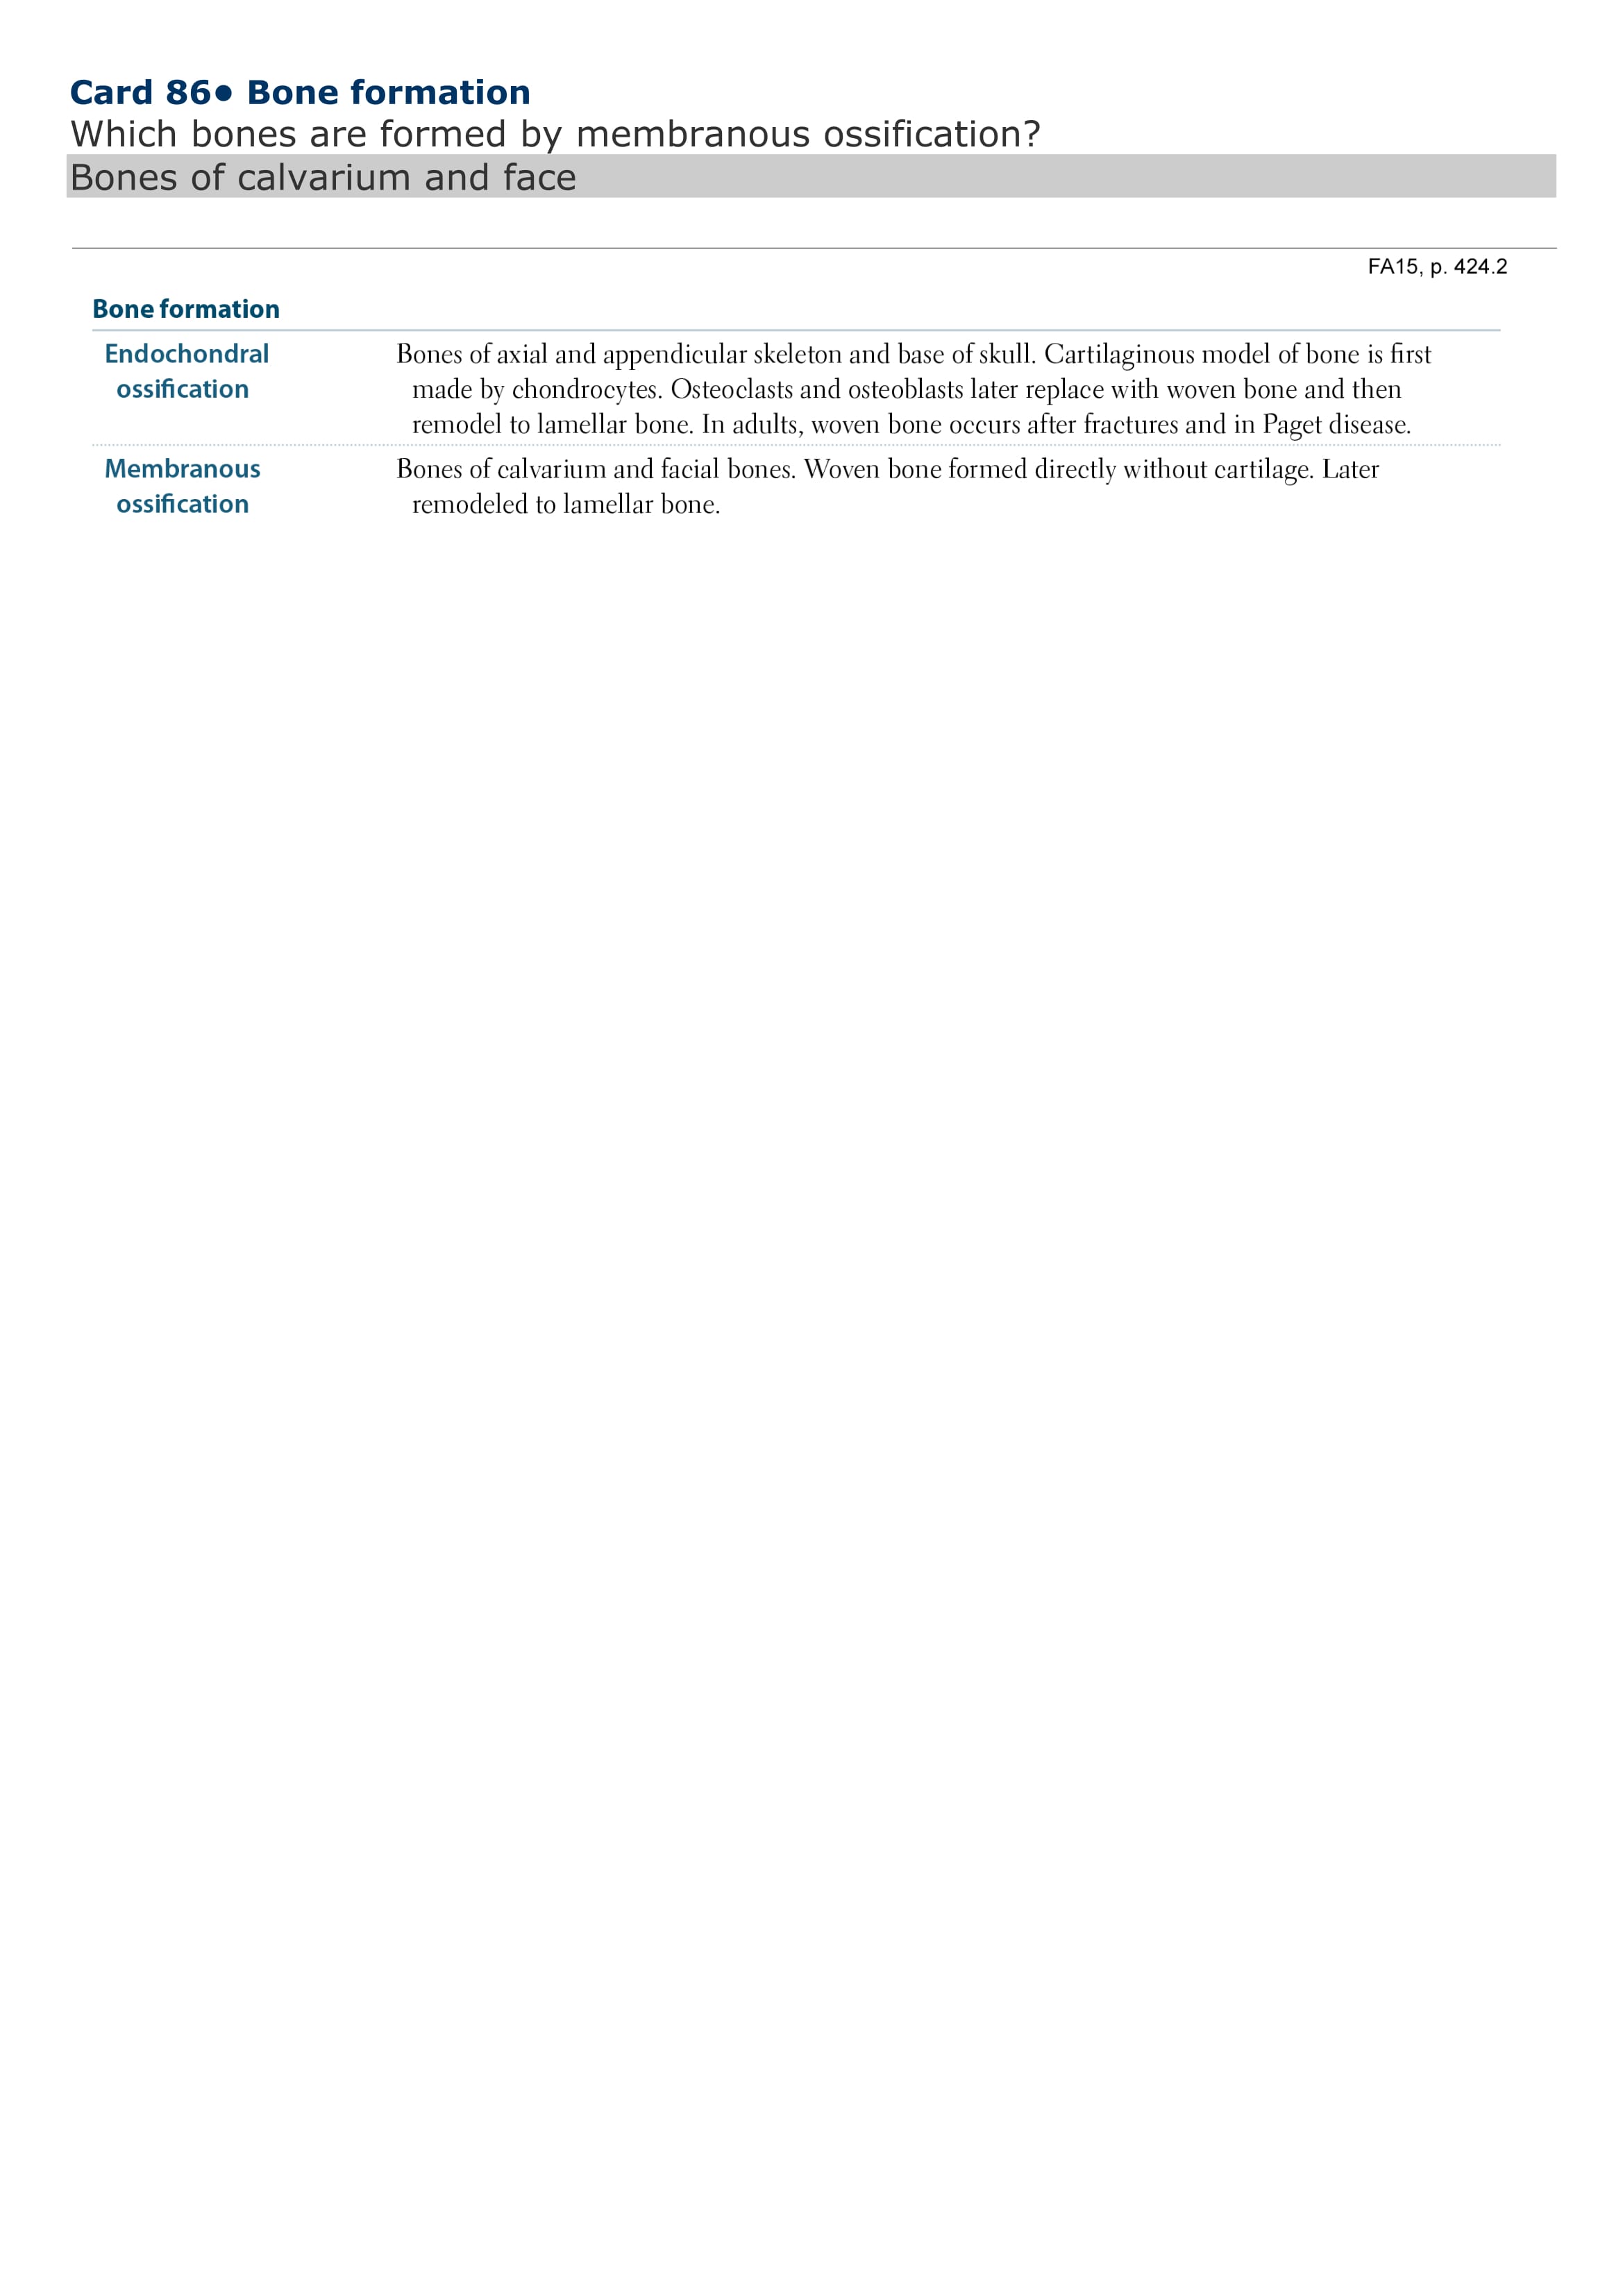 Card 86● Bone formation
Which bones are formed by membranous ossification?
Bones of calvarium and face
FA15, p. 424.2
Bone formation
Endochondral
ossification
Bones of axial and appendicular skeleton and base of skull. Cartilaginous model of bone is first
made by chondrocytes. Osteoclasts and osteoblasts later replace with woven bone and then
remodel to lamellar bone. In adults, woven bone occurs after fractures and in Paget disease.
Membranous
ossification
Bones of calvarium and facial bones. Woven bone formed directly without cartilage. Later
remodeled to lamellar bone.